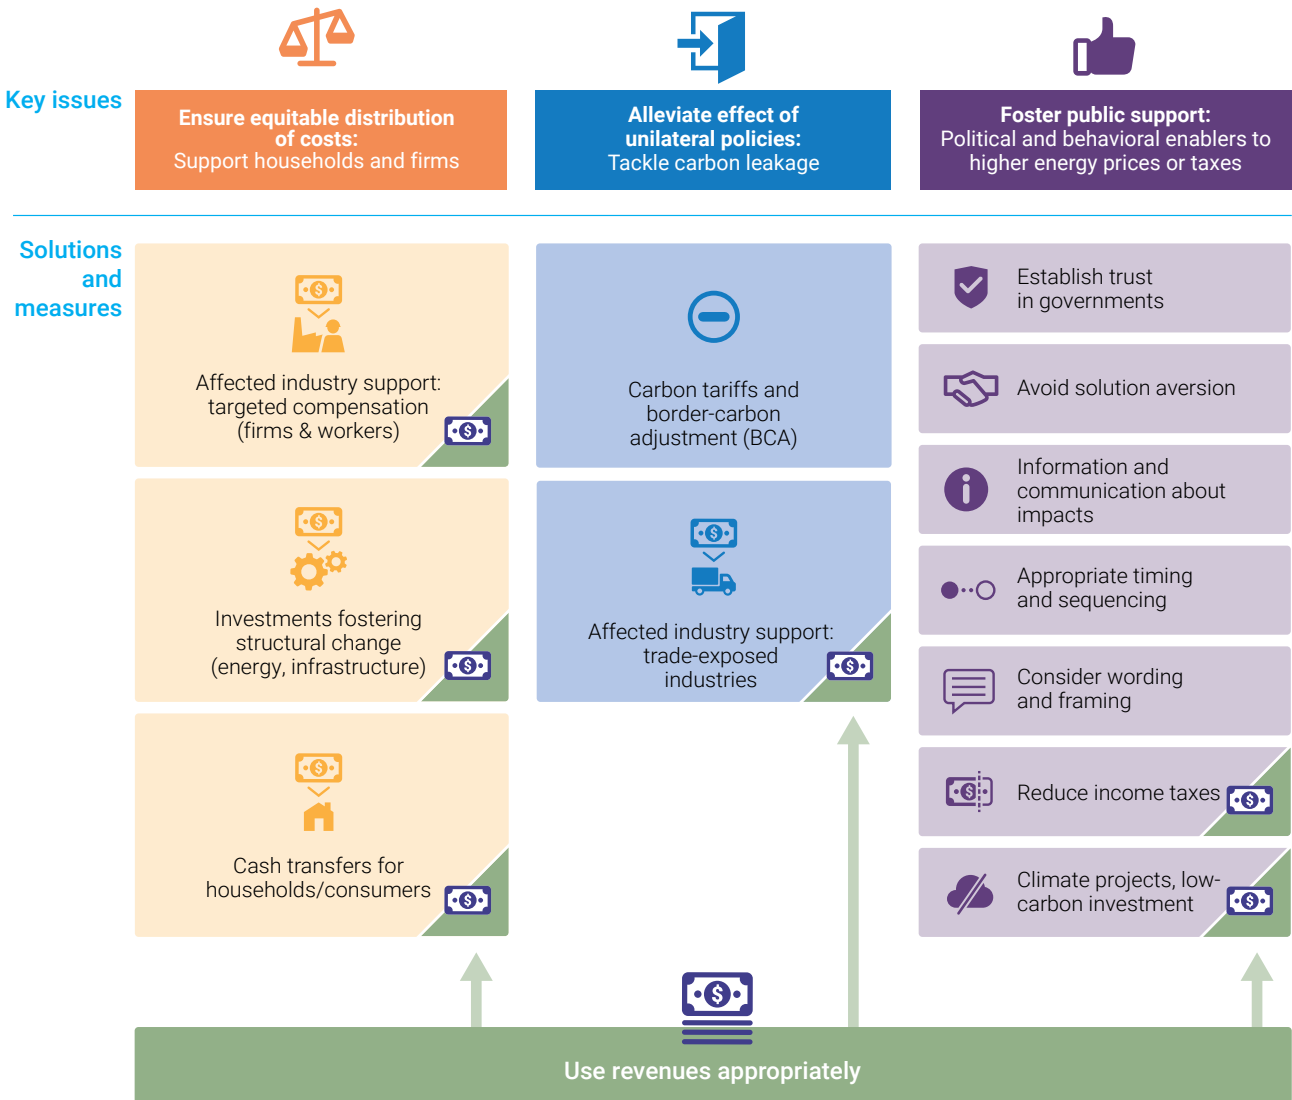 Key issues
Ensure equitable distribution
of costs:
Support households and firms
Alleviate effect of
unilateral policies:
Tackle carbon leakage
Foster public support:
Political and behavioral enablers to
higher energy prices or taxes
Solutions
and
measures
Affected industry support:
targeted compensation
(firms & workers)
Investments fostering
structural change
(energy, infrastructure)
Cash transfers for
households/consumers
Carbon tariffs and
border-carbon
adjustment (BCA)
Affected industry support:
trade-exposed
industries
Establish trust
in governments
Avoid solution aversion
Information and
communication about
impacts
Appropriate timing
and sequencing
Consider wording
and framing
Reduce income taxes
Climate projects, low-
carbon investment
Use revenues appropriately